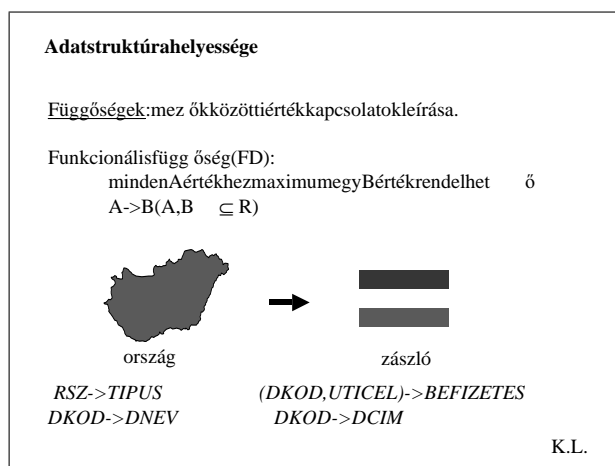 Adatstruktúrahelyessége
Függőségek:mez őkközöttiértékkapcsolatokleírása.
Funkcionálisfügg őség(FD):
mindenAértékhezmaximumegyBértékrendelhet ő
A->B(A,B ⊆ R)
ország zászló
RSZ->TIPUS (DKOD,UTICEL)->BEFIZETES
DKOD->DNEV DKOD->DCIM
K.L.